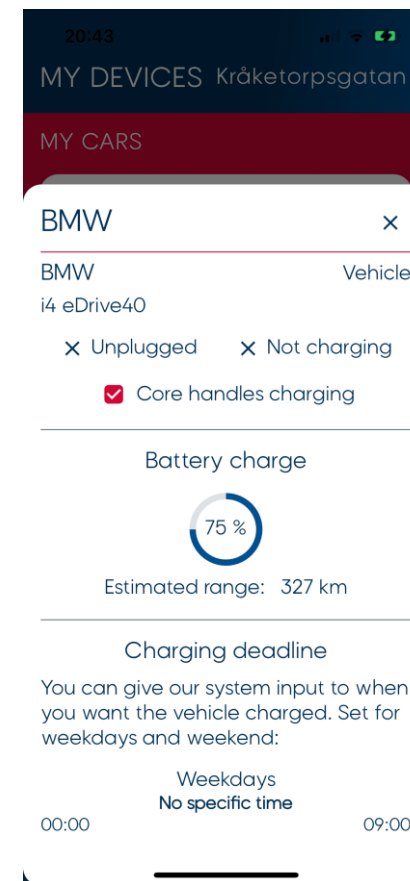 20:43
MY DEVICES Kråketorpsgatan
MY CARS
BMW
BMW Vehicle
i4 eDrive40
Unplugged Not charging
Core handles charging
Battery charge
75 %
Estimated range: 327 km
Charging deadline
You can give our system input to when
you want the vehicle charged. Set for
weekdays and weekend:
Weekdays
No specific time
00:00 09:00